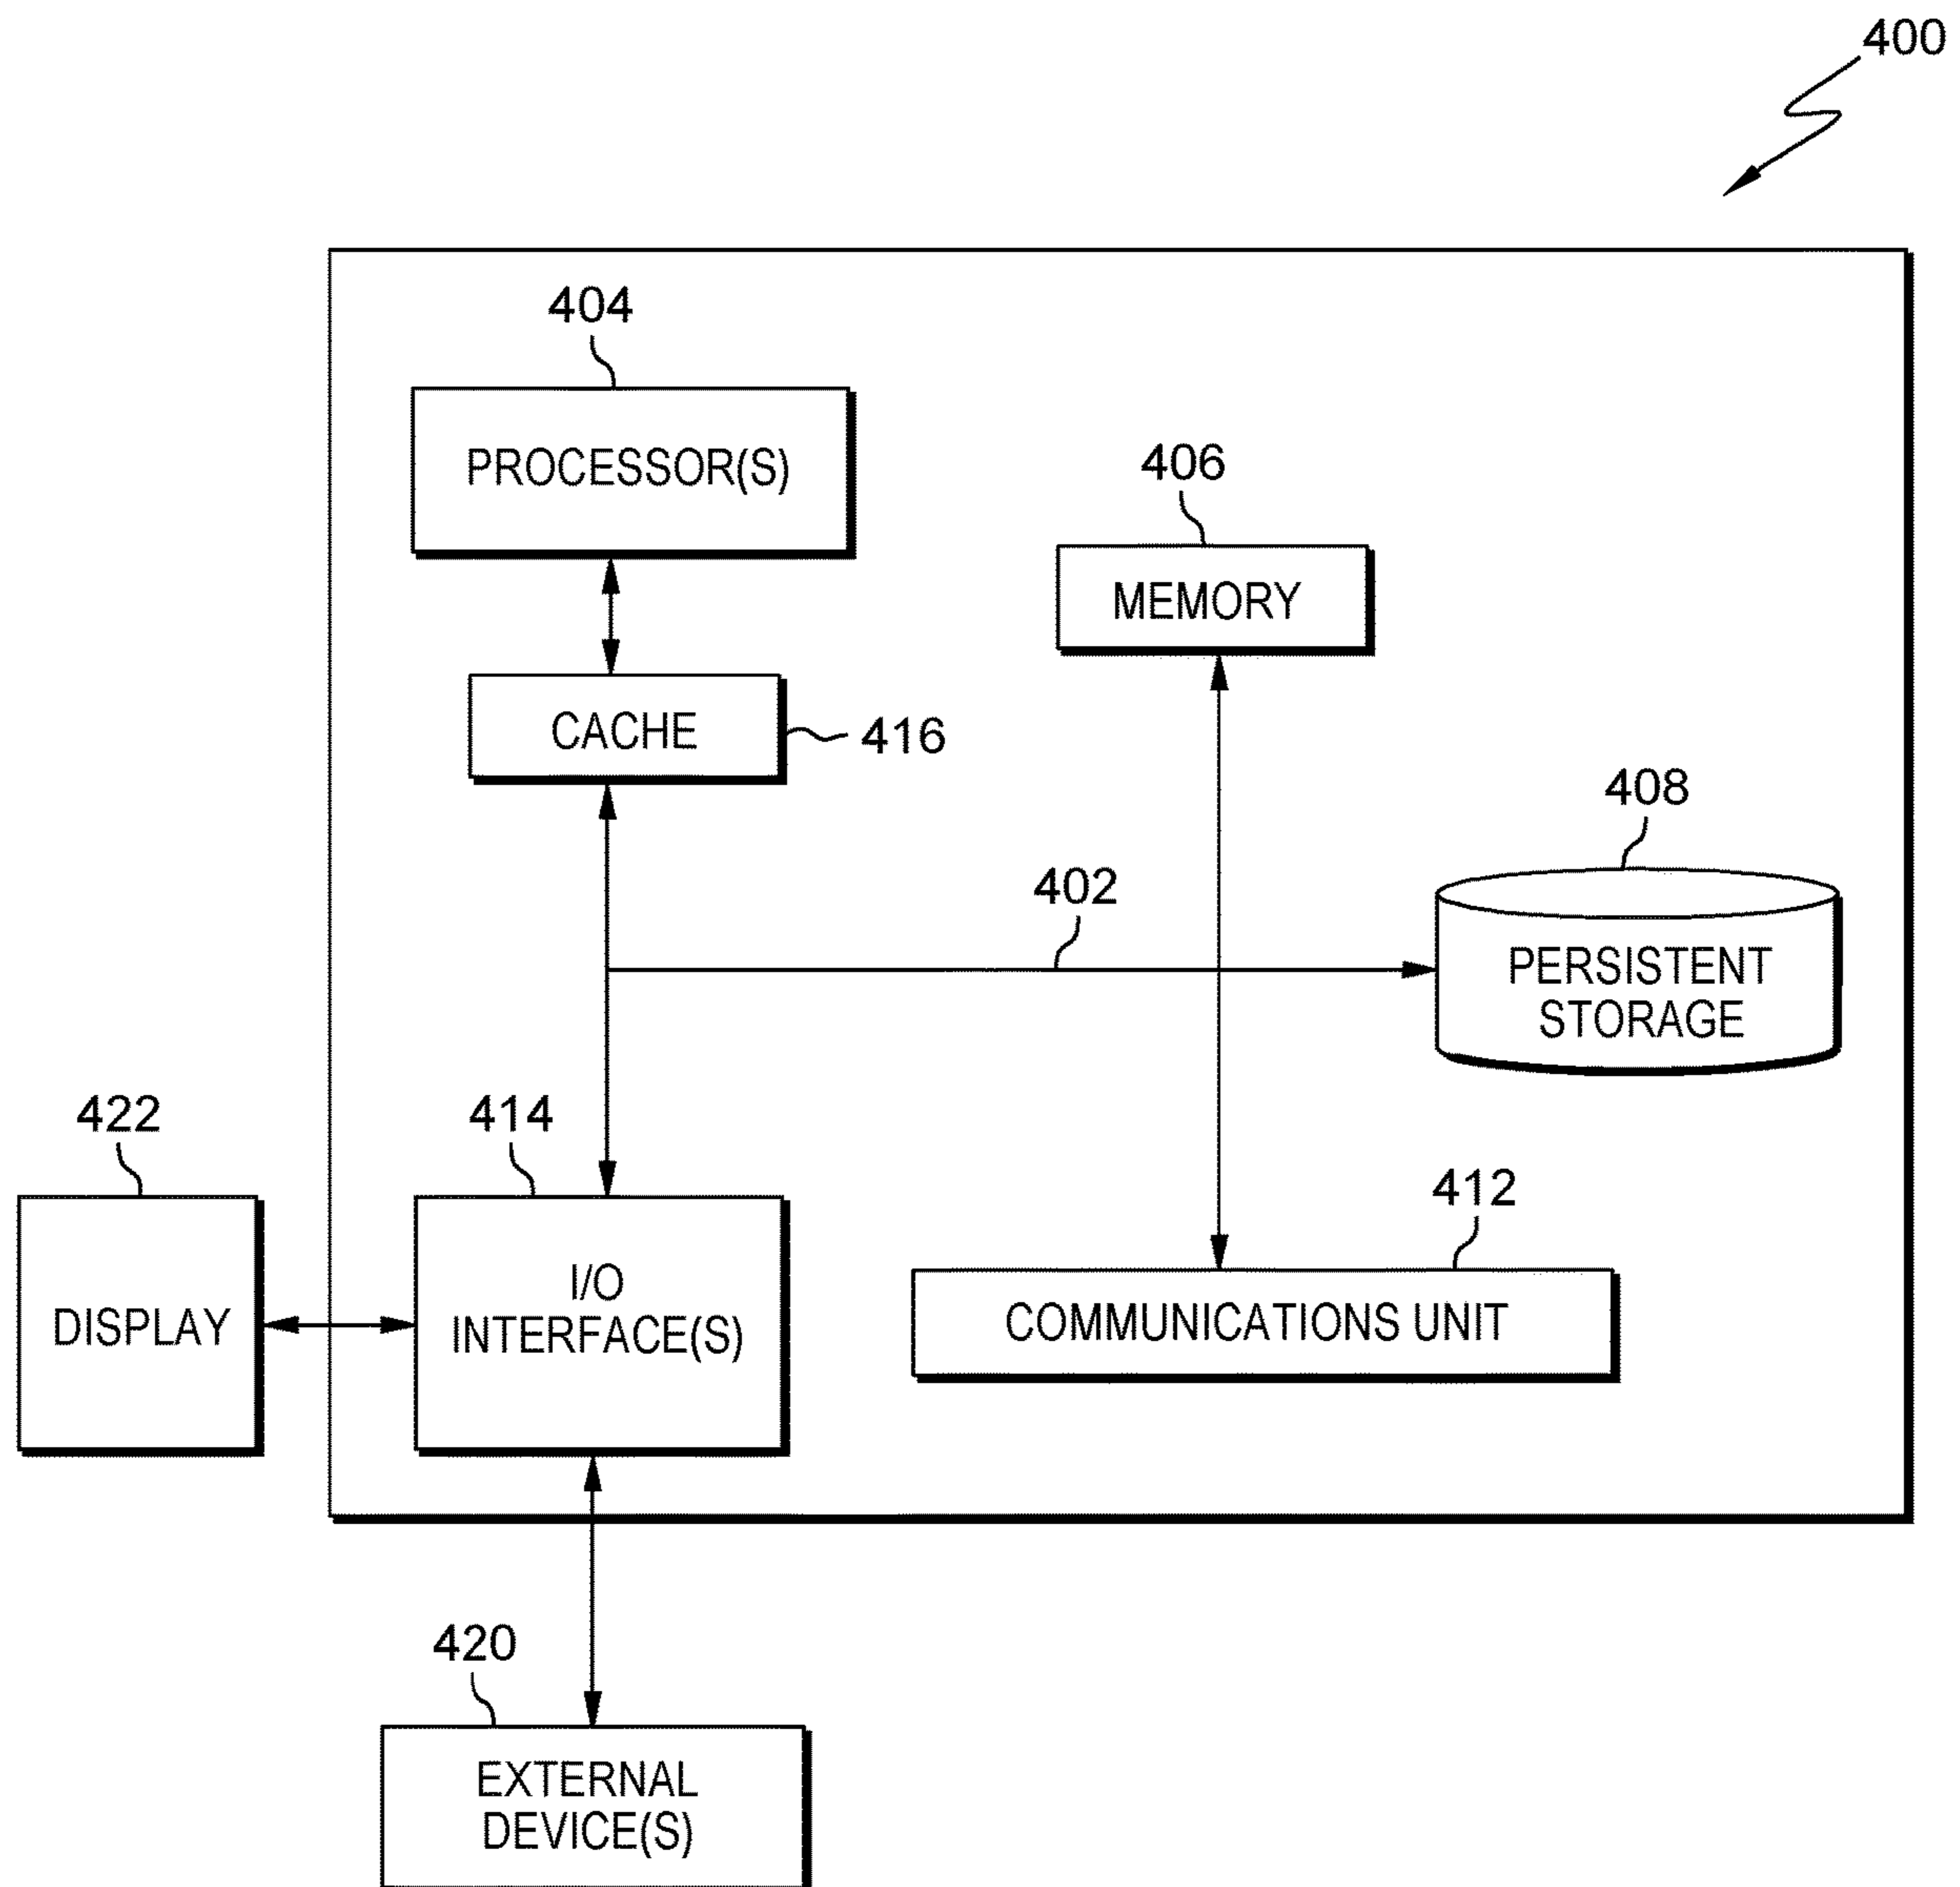 400
404
PROCESSOR(S)
406
MEMORY
CACHE
416
408
402
PERSISTENT
STORAGE
422
414
412
DISPLAY
I/O
INTERFACE(S)
COMMUNICATIONS UNIT
420
EXTERNAL
DEVICE(S)